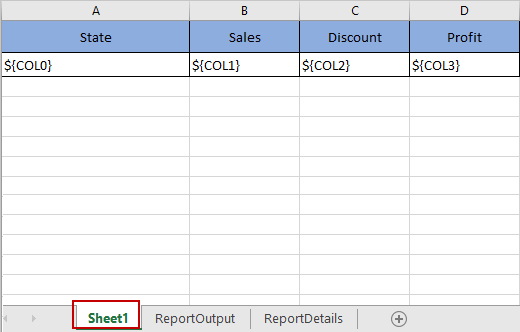 A B C D
State Sales Discount Profit
${COL0} ${COL1} ${COL2} ${COL3}
Sheet1 ReportOutput ReportDetails